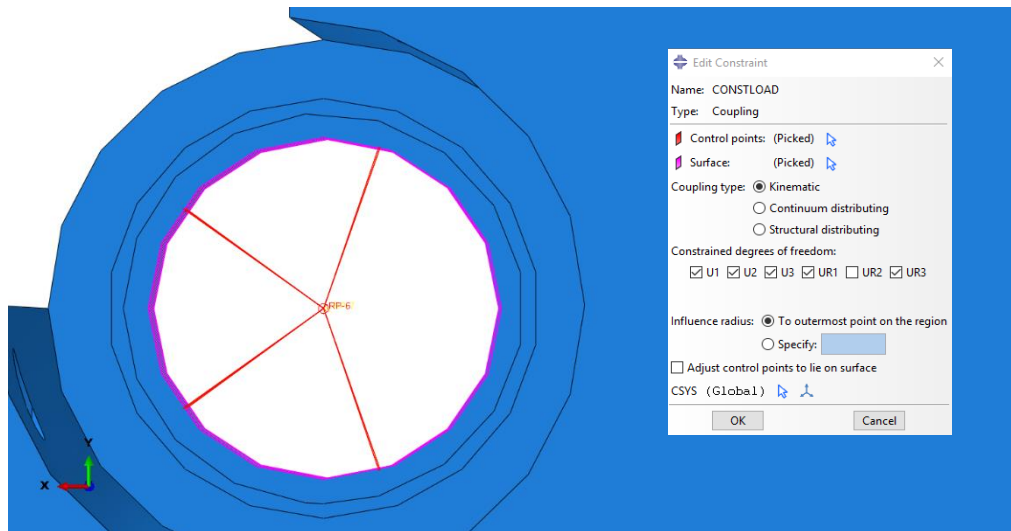 Edit Constraint
Name: CONSTLOAD
Type: Coupling
Control points: (Picked)
Surface: (Picked)
Coupling type: Kinematic
Continuum distributing
Structural distributing
Constrained degrees of freedom:
U1 U2 U3 UR1 UR2 UR3
Influence radius: To outermost point on the region
Specify:
Adjust control points to lie on surface
CSYS (Global)
OK Cancel
RP-6
Y
X